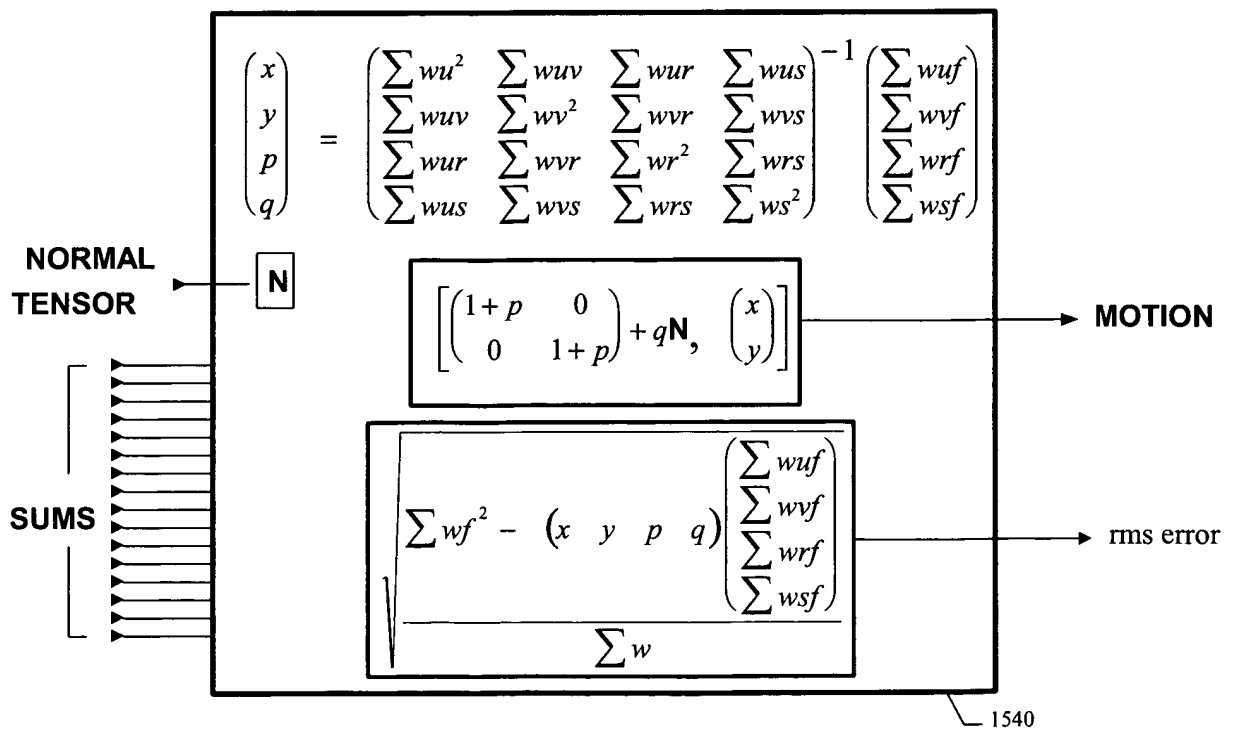 (x y p q) = (∑wu² ∑wuv ∑wur ∑wus
∑wuv ∑wv² ∑wvr ∑wvs
∑wur ∑wvr ∑wr² ∑wrs
∑wus ∑wvs ∑wrs ∑ws²)⁻¹ (∑wuf ∑wvf ∑wrf ∑wsf)
NORMAL
TENSOR
N
[(1 + p 0
0 1 + p) + qN, (x y)]
MOTION
SUMS
√ ∑wf² − (x y p q) (∑wuf ∑wvf ∑wrf ∑wsf)
∑w
rms error
1540